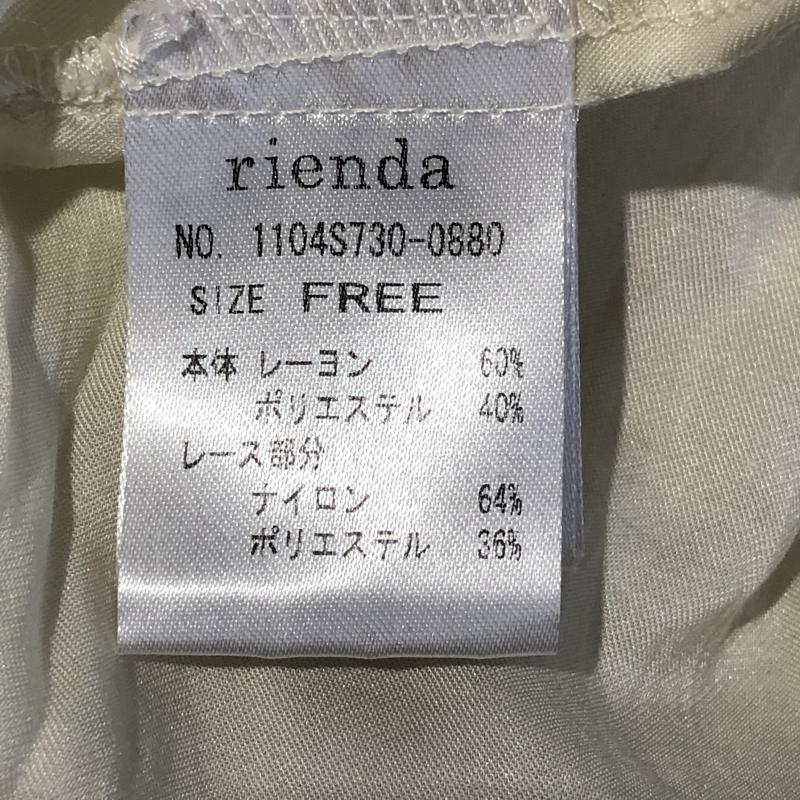 rienda
NO. 1104S730-0880
SIZE FREE
本体 レーヨン 60%
ポリエステル 40%
レース部分
ナイロン 64%
ポリエステル 36%